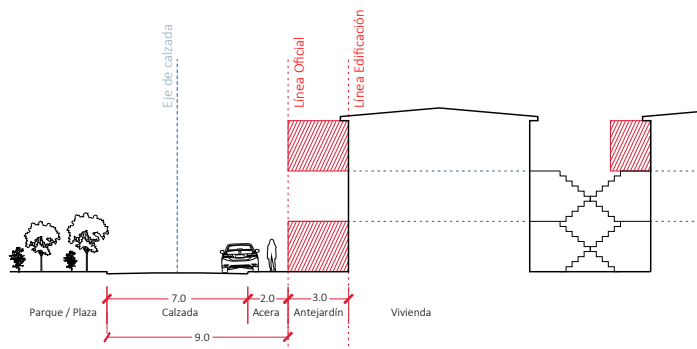 Eje de calzada
Línea Oficial
Línea Edificación
7.0
2.0
3.0
Parque / Plaza
Calzada
Acera
Antejardín
Vivienda
9.0